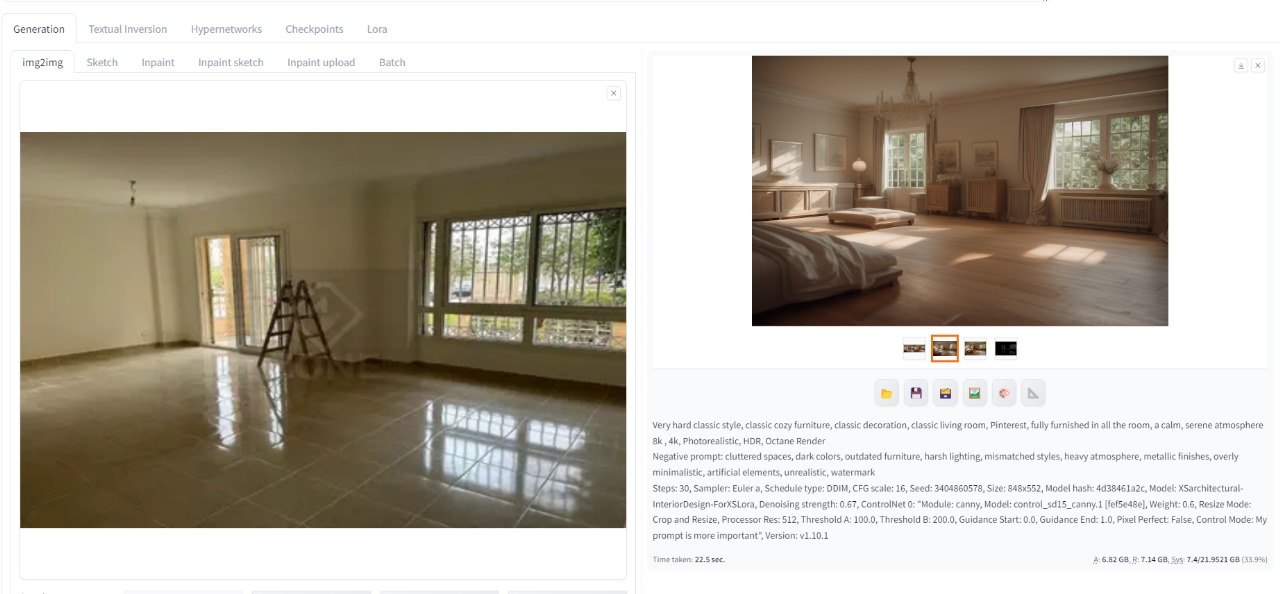 Generation Textual Inversion Hypernetworks Checkpoints Lora
img2img Sketch Inpaint Inpaint sketch Inpaint upload Batch
Very hard classic style, classic cozy furniture, classic decoration, classic living room, Pinterest, fully furnished in all the room, a calm, serene atmosphere
8k , 4k, Photorealistic, HDR, Octane Render
Negative prompt: cluttered spaces, dark colors, outdated furniture, harsh lighting, mismatched styles, heavy atmosphere, metallic finishes, overly
minimalistic, artificial elements, unrealistic, watermark
Steps: 30, Sampler: Euler a, Schedule type: DDIM, CFG scale: 16, Seed: 3404860578, Size: 848x552, Model hash: 4d38461a2c, Model: XSarchitectural-
InteriorDesign-ForXSLora, Denoising strength: 0.67, ControlNet 0: "Module: canny, Model: control_sd15_canny.1 [fef5e48e], Weight: 0.6, Resize Mode:
Crop and Resize, Processor Res: 512, Threshold A: 100.0, Threshold B: 200.0, Guidance Start: 0.0, Guidance End: 1.0, Pixel Perfect: False, Control Mode: My
prompt is more important", Version: v1.10.1
Time taken: 22.5 sec.
A: 6.82 GB, R: 7.14 GB, Sys: 7.4/21.9521 GB (33.9%)